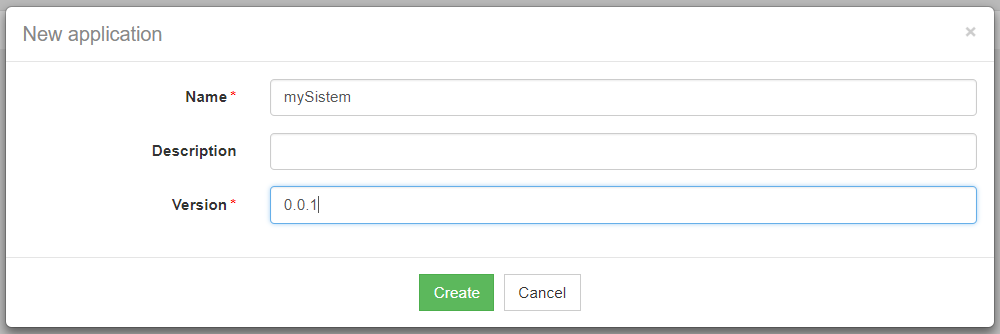 New application ×
Name *
mySistem
Description
Version *
0.0.1
Create Cancel